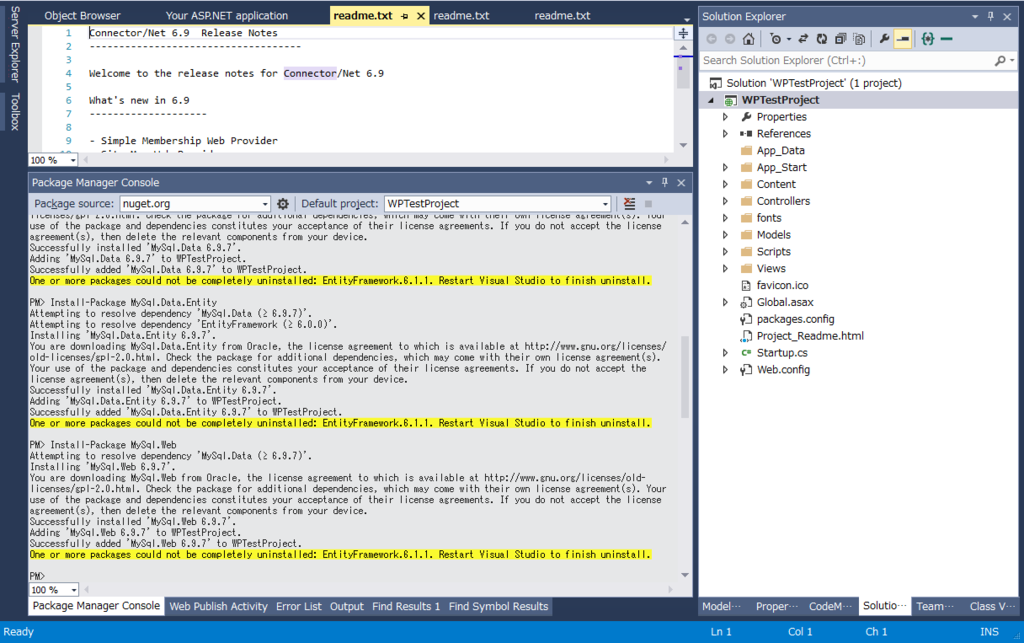 Server Explorer
Toolbox
Object Browser
Your ASP.NET application
readme.txt
readme.txt
readme.txt
1 Connector/Net 6.9  Release Notes
2 ------------------------------------
3
4 Welcome to the release notes for Connector/Net 6.9
5
6 What's new in 6.9
7 --------------------
8
9 - Simple Membership Web Provider
100 %
Package Manager Console
Package source: nuget.org
Default project: WPTestProject
licenses/gpl-2.0.html. Check the package for additional dependencies, which may come with their own license agreement(s). Your
use of the package and dependencies constitutes your acceptance of their license agreements. If you do not accept the license
agreement(s), then delete the relevant components from your device.
Successfully installed 'MySql.Data 6.9.7'.
Adding 'MySql.Data 6.9.7' to WPTestProject.
Successfully added 'MySql.Data 6.9.7' to WPTestProject.
One or more packages could not be completely uninstalled: EntityFramework.6.1.1. Restart Visual Studio to finish uninstall.
PM> Install-Package MySql.Data.Entity
Attempting to resolve dependency 'MySql.Data (≥ 6.9.7)'.
Attempting to resolve dependency 'EntityFramework (≥ 6.0.0)'.
Installing 'MySql.Data.Entity 6.9.7'.
You are downloading MySql.Data.Entity from Oracle, the license agreement to which is available at http://www.gnu.org/licenses/
old-licenses/gpl-2.0.html. Check the package for additional dependencies, which may come with their own license agreement(s).
Your use of the package and dependencies constitutes your acceptance of their license agreements. If you do not accept the
license agreement(s), then delete the relevant components from your device.
Successfully installed 'MySql.Data.Entity 6.9.7'.
Adding 'MySql.Data.Entity 6.9.7' to WPTestProject.
Successfully added 'MySql.Data.Entity 6.9.7' to WPTestProject.
One or more packages could not be completely uninstalled: EntityFramework.6.1.1. Restart Visual Studio to finish uninstall.
PM> Install-Package MySql.Web
Attempting to resolve dependency 'MySql.Data (≥ 6.9.7)'.
Installing 'MySql.Web 6.9.7'.
You are downloading MySql.Web from Oracle, the license agreement to which is available at http://www.gnu.org/licenses/old-
licenses/gpl-2.0.html. Check the package for additional dependencies, which may come with their own license agreement(s). Your
use of the package and dependencies constitutes your acceptance of their license agreements. If you do not accept the license
agreement(s), then delete the relevant components from your device.
Successfully installed 'MySql.Web 6.9.7'.
Adding 'MySql.Web 6.9.7' to WPTestProject.
Successfully added 'MySql.Web 6.9.7' to WPTestProject.
One or more packages could not be completely uninstalled: EntityFramework.6.1.1. Restart Visual Studio to finish uninstall.
PM>
100 %
Package Manager Console
Web Publish Activity
Error List
Output
Find Results 1
Find Symbol Results
Solution Explorer
Search Solution Explorer (Ctrl+:)
Solution 'WPTestProject' (1 project)
WPTestProject
Properties
References
App_Data
App_Start
Content
Controllers
fonts
Models
Scripts
Views
favicon.ico
Global.asax
packages.config
Project_Readme.html
Startup.cs
Web.config
Model…
Proper…
CodeM…
Solutio…
Team…
Class V…
Ready
Ln 1
Col 1
Ch 1
INS